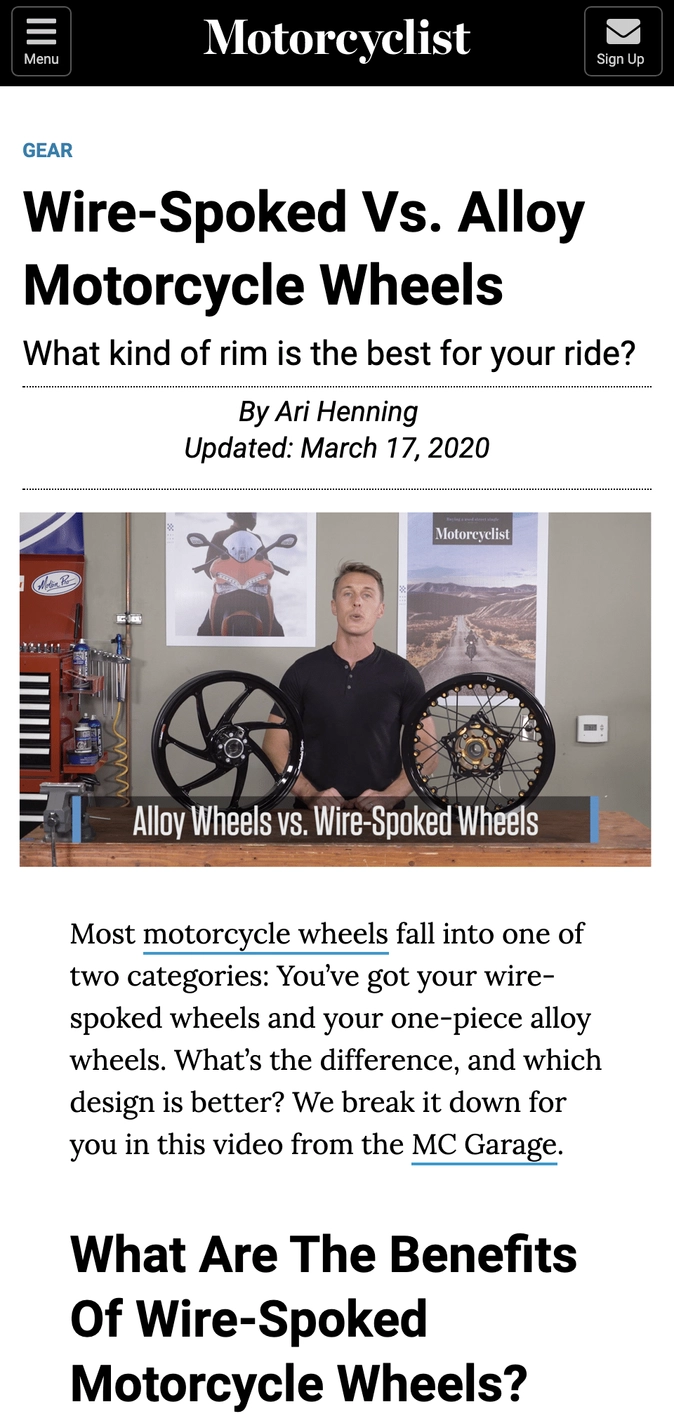 Menu
Motorcyclist
Sign Up
GEAR
Wire-Spoked Vs. Alloy
Motorcycle Wheels
What kind of rim is the best for your ride?
By Ari Henning
Updated: March 17, 2020
Motion Pro
Motorcyclist
Alloy Wheels vs. Wire-Spoked Wheels
Most motorcycle wheels fall into one of
two categories: You’ve got your wire-
spoked wheels and your one-piece alloy
wheels. What’s the difference, and which
design is better? We break it down for
you in this video from the MC Garage.
What Are The Benefits
Of Wire-Spoked
Motorcycle Wheels?